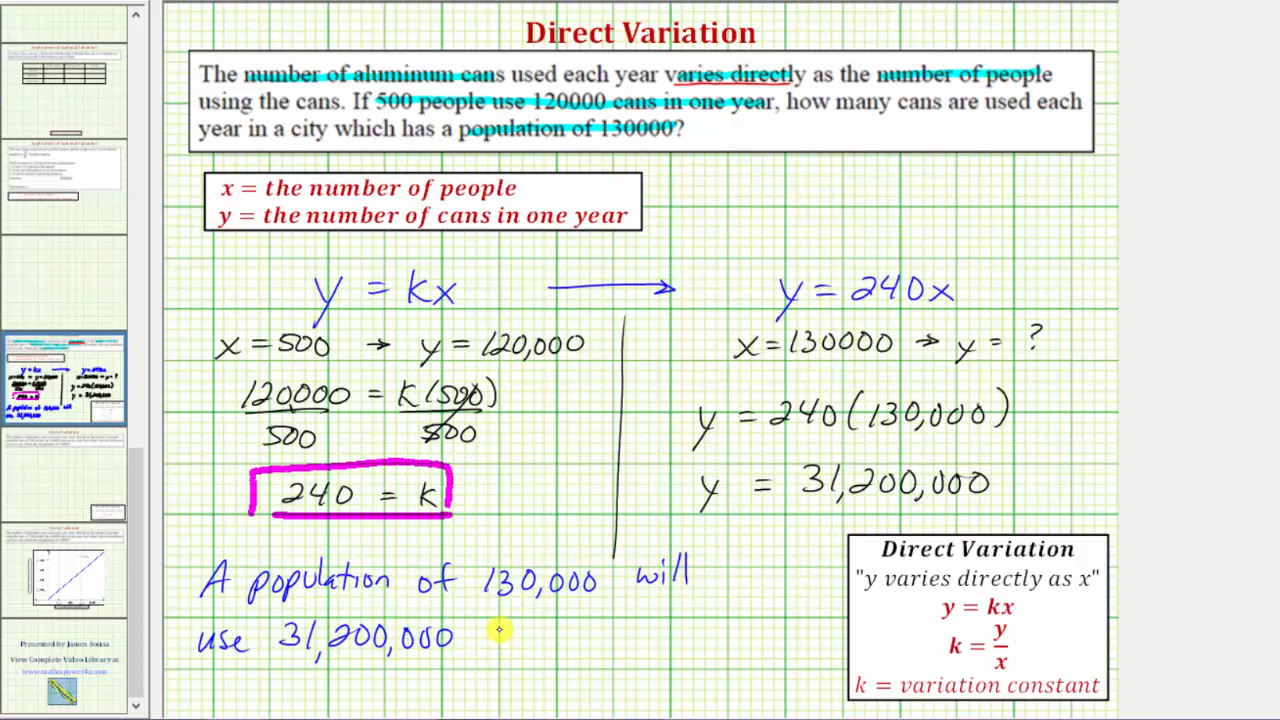 Direct Variation
The number of aluminum cans used each year varies directly as the number of people
using the cans. If 500 people use 120000 cans in one year, how many cans are used each
year in a city which has a population of 130000?
x = the number of people
y = the number of cans in one year
y = kx → y = 240x
x = 500 → y = 120,000
x = 130000 → y = ?
120,000 = k(500)
500 500
y = 240(130,000)
240 = k
y = 31,200,000
A population of 130,000 will
use 31,200,000
Direct Variation
"y varies directly as x"
y = kx
k = y/x
k = variation constant
Presented by James Sousa
View Complete Video Library at
www.mathispower4u.com